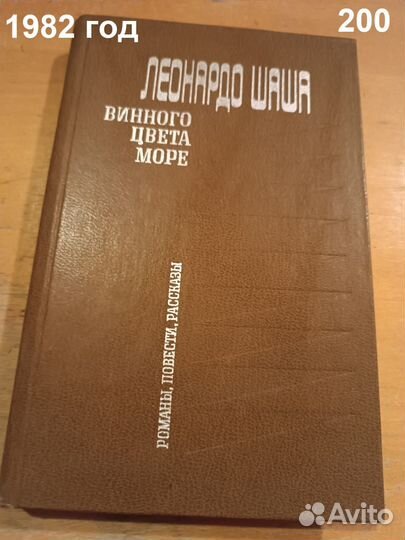 1982 год
200
ЛЕОНАРДО ШАША
ВИННОГО
ЦВЕТА
МОРЕ
РОМАНЫ, ПОВЕСТИ, РАССКАЗЫ
Avito